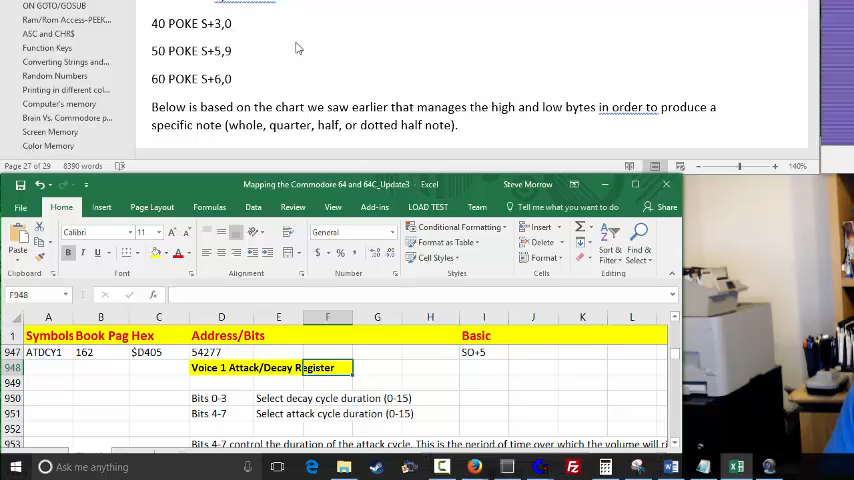 ON GOTO/GOSUB
Ram/Rom Access-PEEK...
ASC and CHR$
Function Keys
Converting Strings and...
Random Numbers
Printing in different col...
Computer's memory
Brain Vs. Commodore p...
Screen Memory
Color Memory
40 POKE S+3,0
50 POKE S+5,9
60 POKE S+6,0
Below is based on the chart we saw earlier that manages the high and low bytes in order to produce a
specific note (whole, quarter, half, or dotted half note).
Page 27 of 29 8390 words
140%
Mapping the Commodore 64 and 64C_Update3 - Excel
Steve Morrow
File Home Insert Page Layout Formulas Data Review View Add-ins LOAD TEST Team Tell me what you want to do Share
Paste
Calibri 11
B I U
General
$ % ,
Conditional Formatting
Format as Table
Cell Styles
Insert
Delete
Format
Sort & Filter
Find & Select
Clipboard Font Alignment Number Styles Cells Editing
F948 fx
A B C D E F G H I J K L
1 Symbols Book Pag Hex Address/Bits Basic
947 ATDCY1 162 $D405 54277 SO+5
948 Voice 1 Attack/Decay Register
949
950 Bits 0-3 Select decay cycle duration (0-15)
951 Bits 4-7 Select attack cycle duration (0-15)
952
953 Bits 4-7 control the duration of the attack cycle. This is the period of time over which the volume will ri
Ask me anything